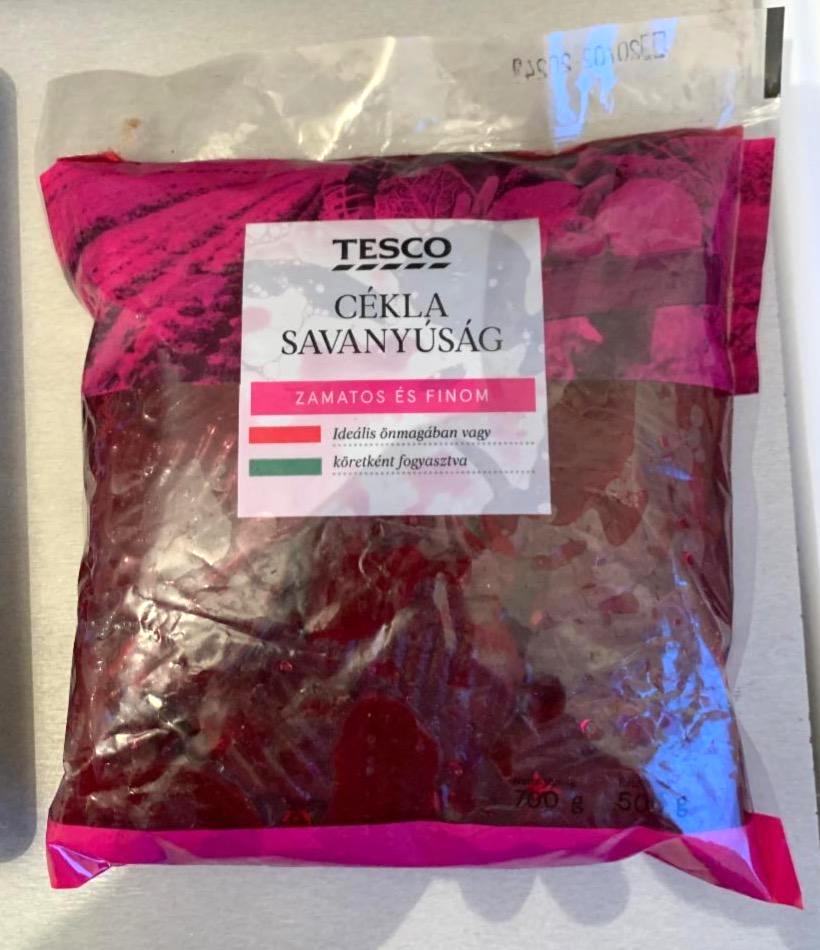 TESCO
CÉKLA
SAVANYÚSÁG
ZAMATOS ÉS FINOM
Ideális önmagában vagy
köretként fogyasztva
700 g 500 g